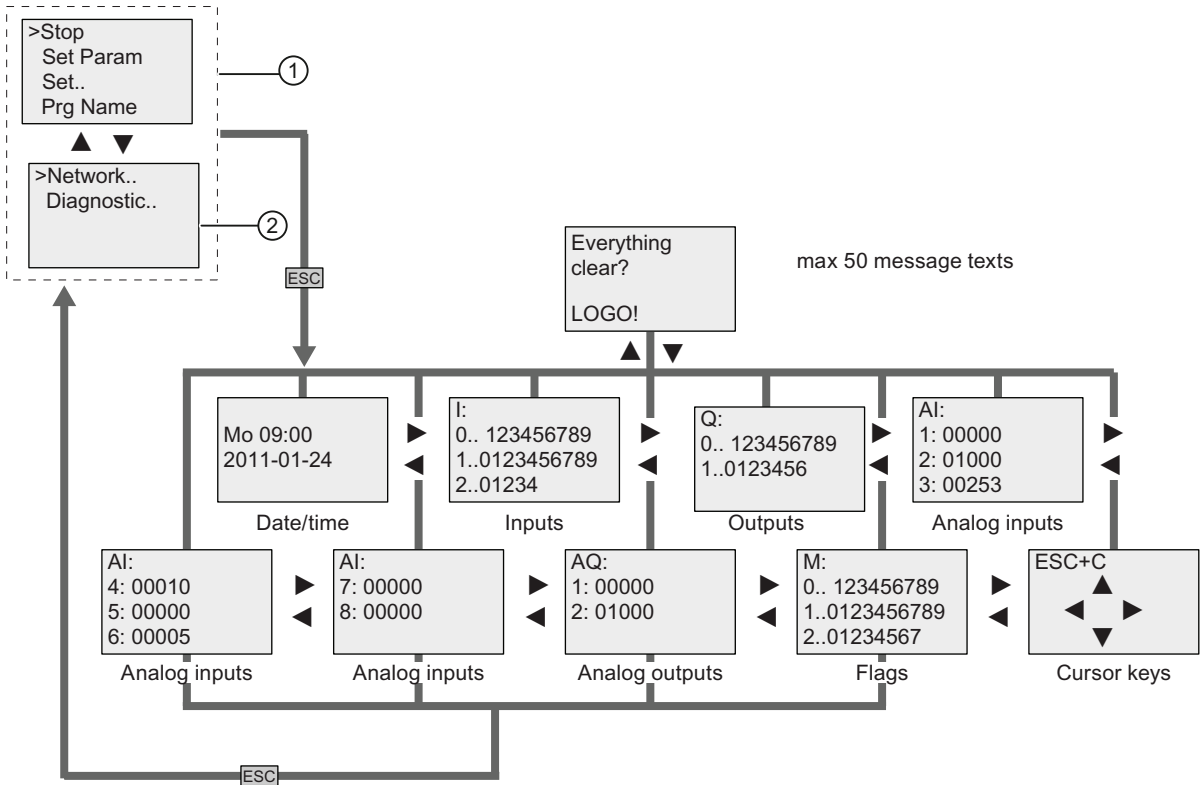 >Stop
Set Param
Set..
Prg Name
1
>Network..
Diagnostic..
2
ESC
Everything
clear?
LOGO!
max 50 message texts
Mo 09:00
2011-01-24
Date/time
I:
0.. 123456789
1..0123456789
2..01234
Inputs
Q:
0.. 123456789
1..0123456
Outputs
AI:
1: 00000
2: 01000
3: 00253
Analog inputs
AI:
4: 00010
5: 00000
6: 00005
Analog inputs
AI:
7: 00000
8: 00000
Analog inputs
AQ:
1: 00000
2: 01000
Analog outputs
M:
0.. 123456789
1..0123456789
2..01234567
Flags
ESC+C
Cursor keys
ESC